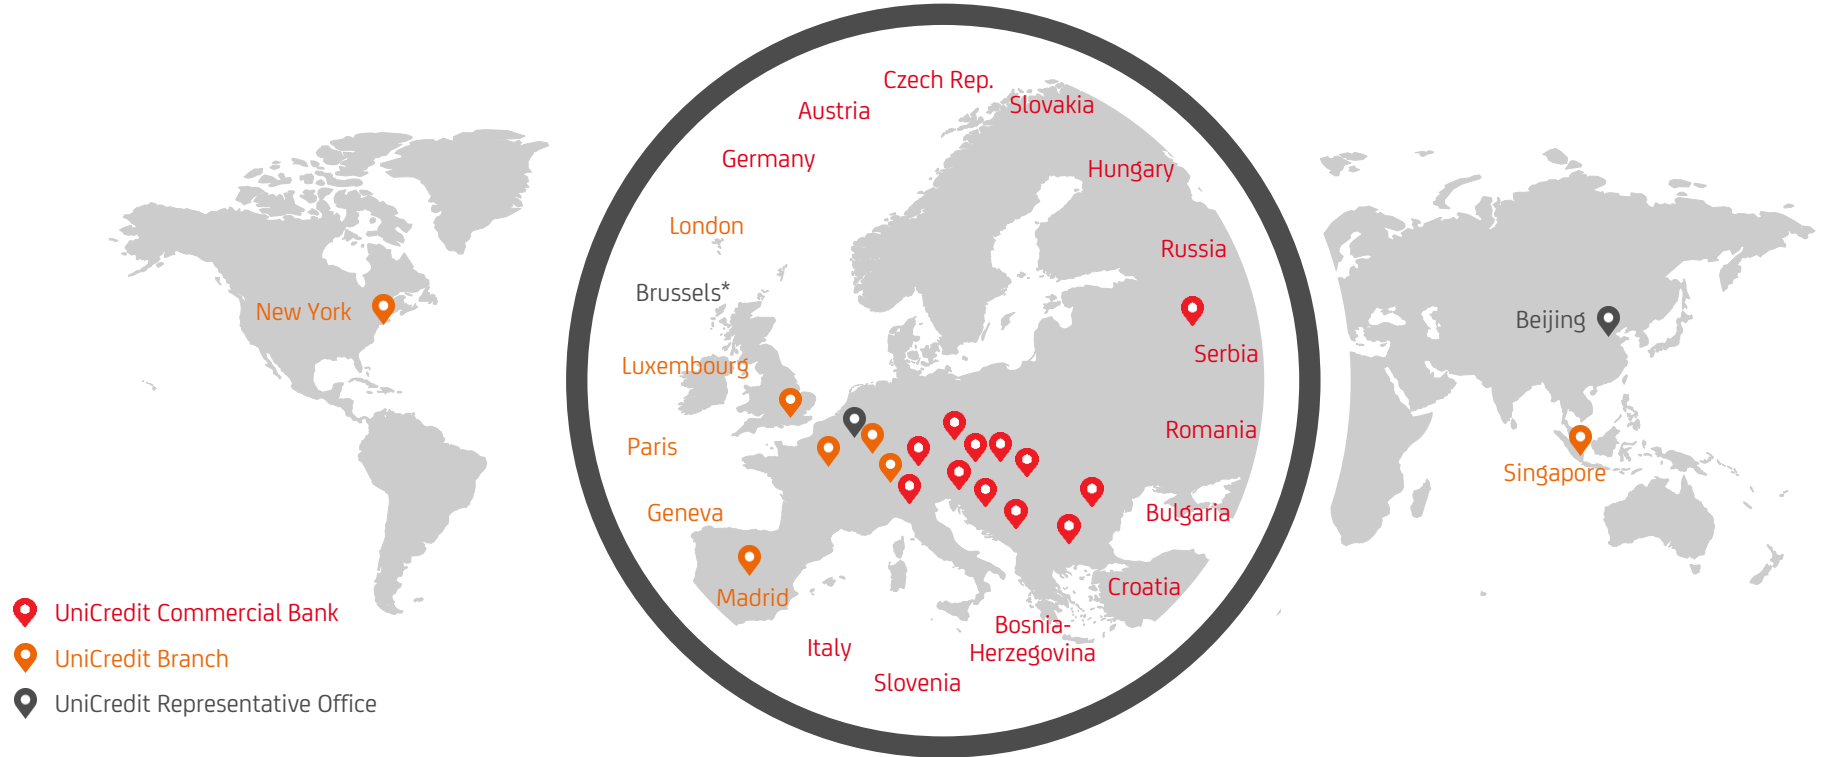 Czech Rep.
Slovakia
Austria
Germany
Hungary
London
Russia
Brussels*
New York
Beijing
Serbia
Luxembourg
Romania
Paris
Singapore
Geneva
Bulgaria
Croatia
Madrid
UniCredit Commercial Bank
Bosnia-
Herzegovina
Italy
UniCredit Branch
Slovenia
UniCredit Representative Office